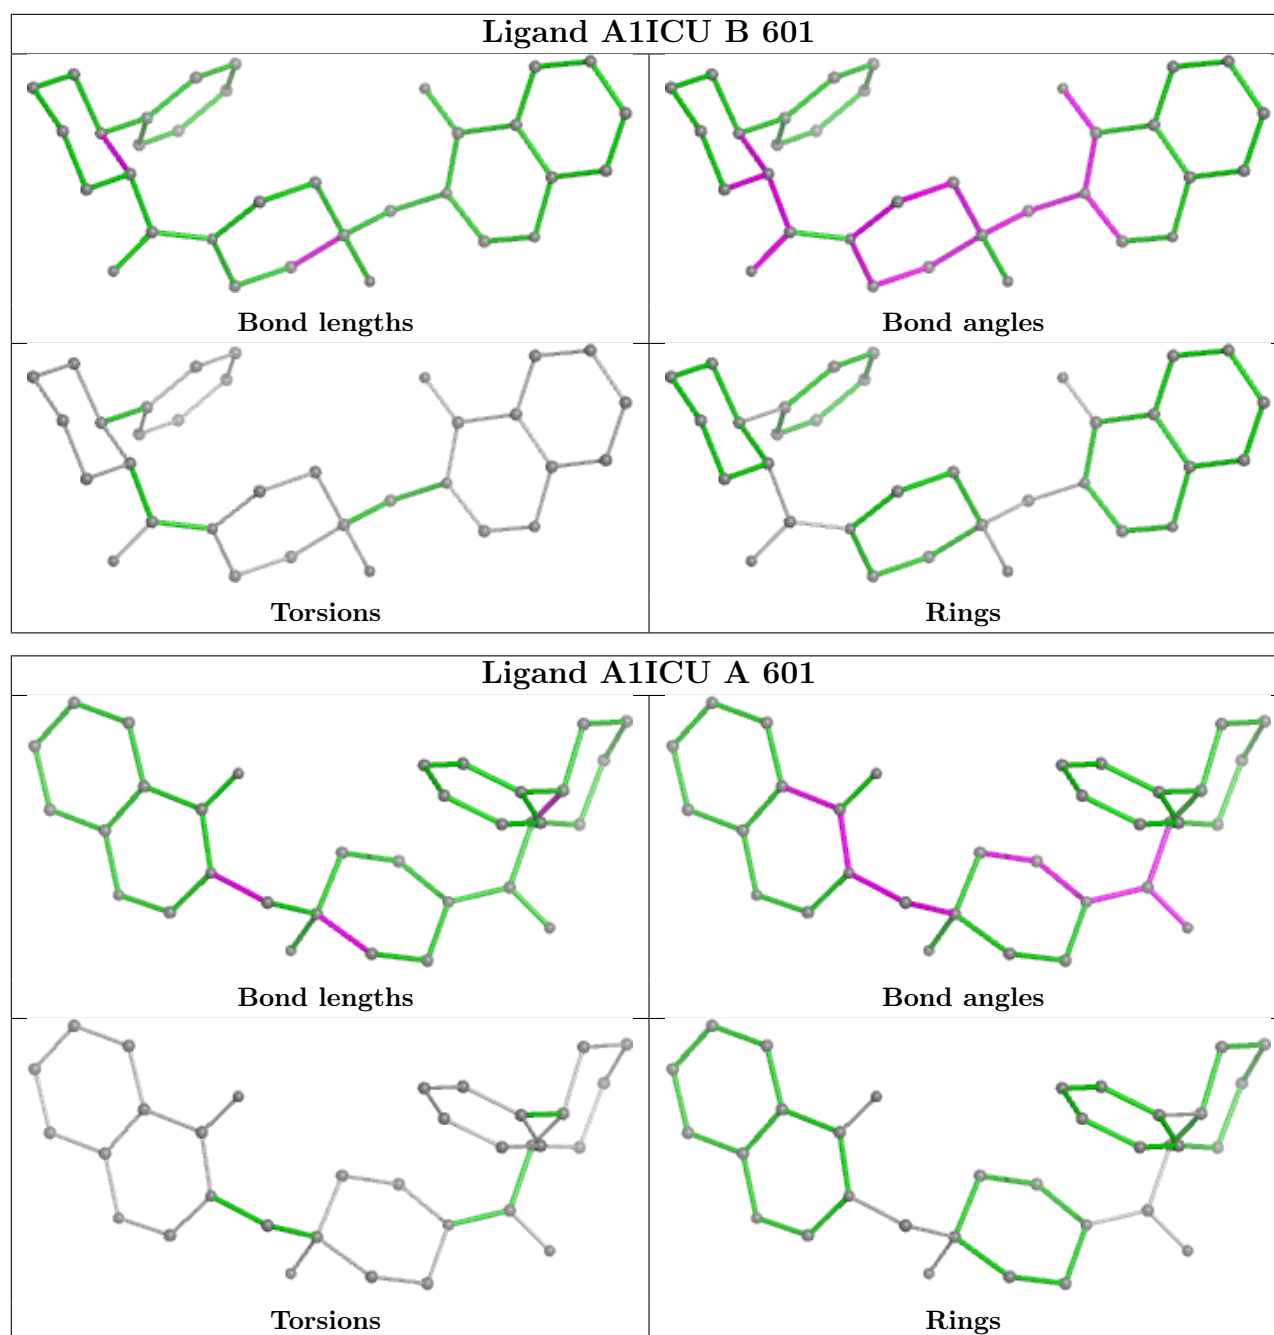 Ligand A1ICU B 601
Bond lengths
Bond angles
Torsions
Rings
Ligand A1ICU A 601
Bond lengths
Bond angles
Torsions
Rings